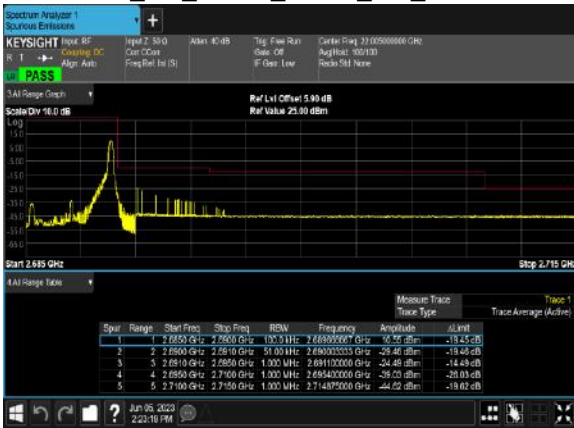 Spectrum Analyzer 1
Spurious Emissions
+
KEYSIGHT Input: RF Input Z: 50 Ω Atten: 40 dB Trig: Free Run Center Freq: 22.005000000 GHz
R T Coupling: DC Corr CCorr Gate: Off Avg|Hold: 100/100
Align: Auto Freq Ref: Int (S) IF Gain: Low Radio Std: None
PASS
3.All Range Graph
Ref Lvl Offset 5.90 dB
Scale/Div 10.0 dB Ref Value 25.00 dBm
Log
15.0
5.00
-5.00
-15.0
-25.0
-35.0
-45.0
-55.0
-65.0
Start 2.685 GHz Stop 2.715 GHz
4.All Range Table
Measure Trace Trace 1
Trace Type Trace Average (Active)
Spur Range Start Freq Stop Freq RBW Frequency Amplitude ΔLimit
1 1 2.6850 GHz 2.6900 GHz 100.0 kHz 2.689866667 GHz 10.55 dBm -19.45 dB
2 2 2.6900 GHz 2.6910 GHz 51.00 kHz 2.690003333 GHz -29.46 dBm -19.46 dB
3 3 2.6910 GHz 2.6950 GHz 1.000 MHz 2.691100000 GHz -24.49 dBm -14.49 dB
4 4 2.6950 GHz 2.7100 GHz 1.000 MHz 2.695400000 GHz -39.03 dBm -26.03 dB
5 5 2.7100 GHz 2.7150 GHz 1.000 MHz 2.714875000 GHz -44.62 dBm -19.62 dB
?
Jun 05, 2023
2:23:19 PM